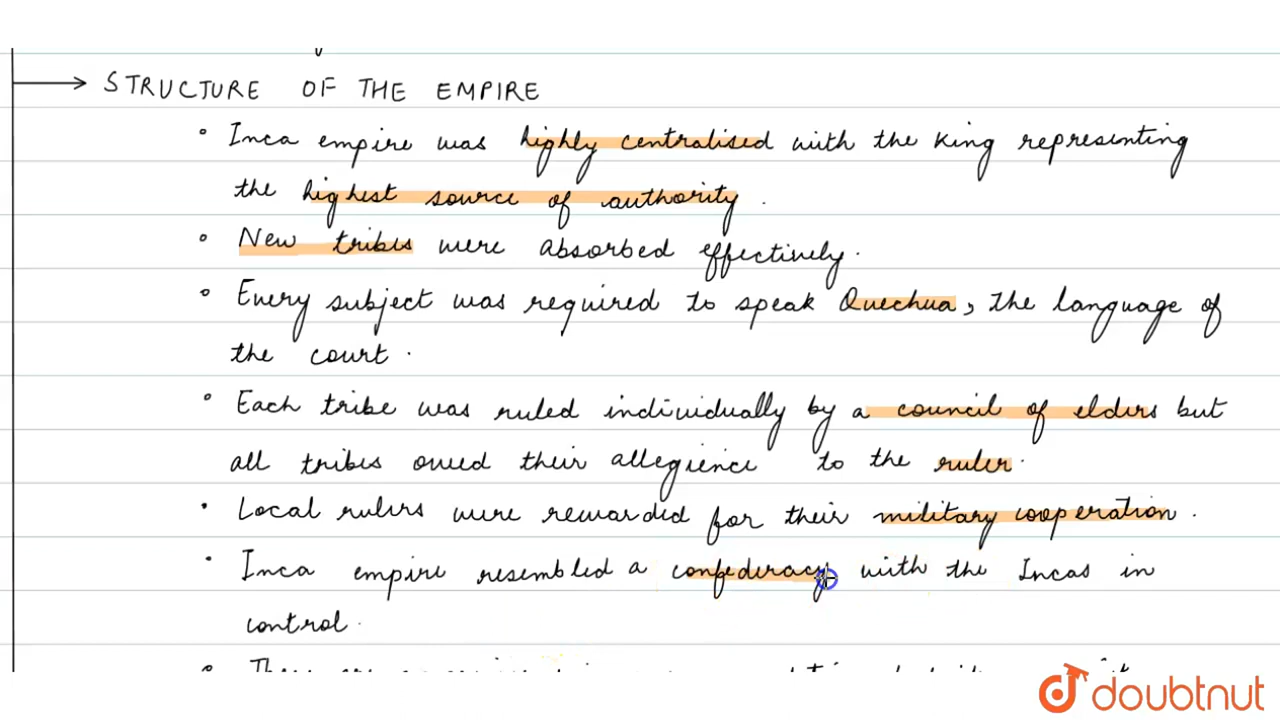 STRUCTURE OF THE EMPIRE
• Inca empire was highly centralised with the King representing
the highest source of authority.
• New tribes were absorbed effectively.
• Every subject was required to speak Quechua, the language of
the court.
• Each tribe was ruled individually by a council of elders but
all tribes owed their allegience to the ruler.
• Local rulers were rewarded for their military cooperation.
• Inca empire resembled a confederacy with the Incas in
control.
doubtnut